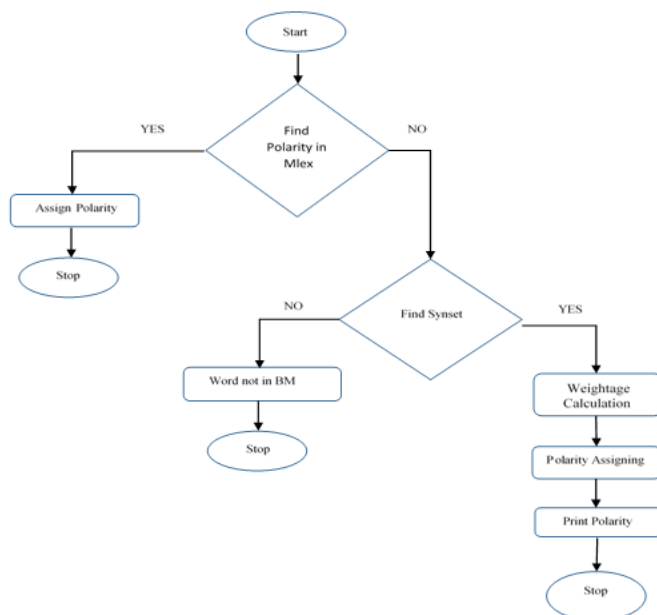 Start
YES
Find
Polarity in
Mlex
NO
Assign Polarity
Stop
NO
Find Synset
YES
Word not in BM
Weightage
Calculation
Stop
Polarity Assigning
Print Polarity
Stop